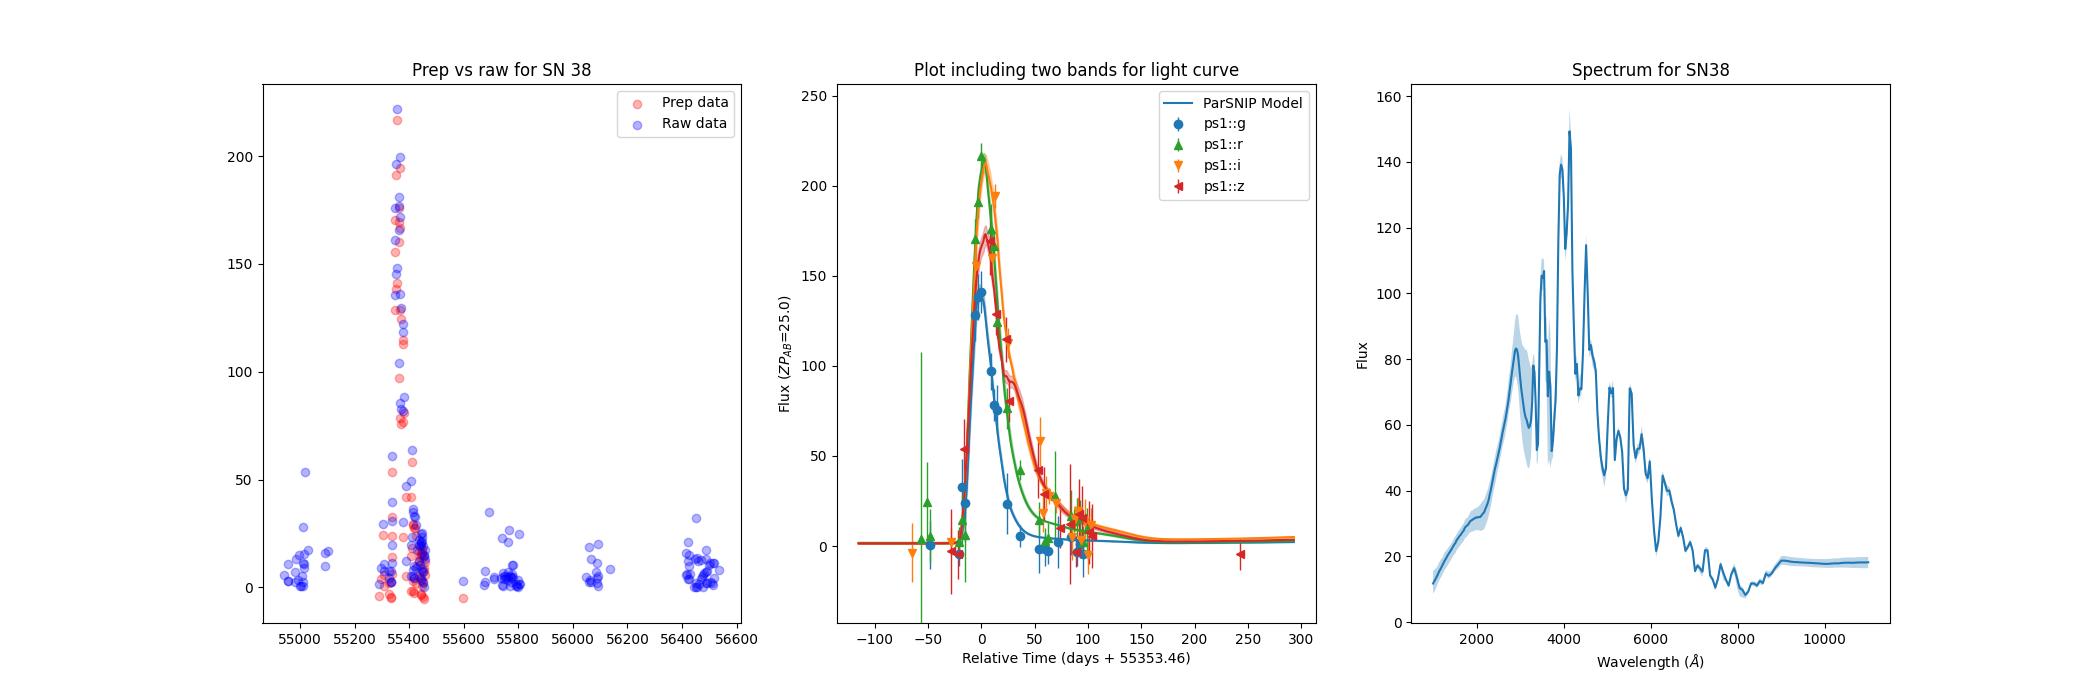 Prep vs raw for SN 38
Prep data
Raw data
200
150
100
50
0
55000 55200 55400 55600 55800 56000 56200 56400 56600
Plot including two bands for light curve
ParSNIP Model
ps1::g
ps1::r
ps1::i
ps1::z
Flux (ZP_AB=25.0)
250
200
150
100
50
0
−100 −50 0 50 100 150 200 250 300
Relative Time (days + 55353.46)
Spectrum for SN38
Flux
160
140
120
100
80
60
40
20
0
2000 4000 6000 8000 10000
Wavelength (Å)